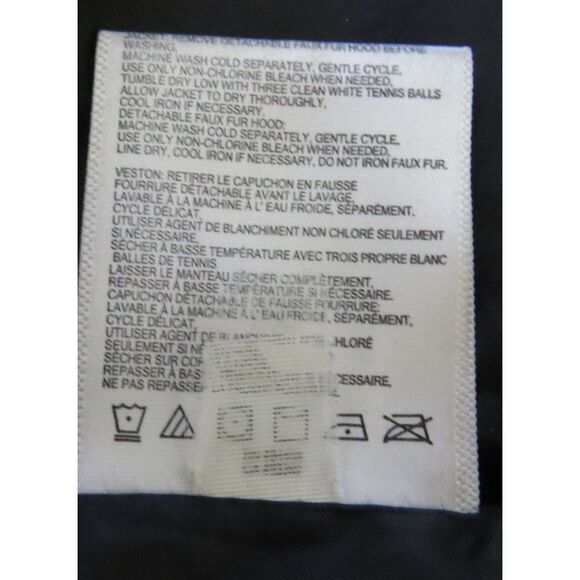 JACKET: REMOVE DETACHABLE FAUX FUR HOOD BEFORE
WASHING.
MACHINE WASH COLD SEPARATELY, GENTLE CYCLE,
USE ONLY NON-CHLORINE BLEACH WHEN NEEDED,
TUMBLE DRY LOW WITH THREE CLEAN WHITE TENNIS BALLS
ALLOW JACKET TO DRY THOROUGHLY,
COOL IRON IF NECESSARY.
DETACHABLE FAUX FUR HOOD:
MACHINE WASH COLD SEPARATELY, GENTLE CYCLE,
USE ONLY NON-CHLORINE BLEACH WHEN NEEDED,
LINE DRY, COOL IRON IF NECESSARY, DO NOT IRON FAUX FUR.
VESTON: RETIRER LE CAPUCHON EN FAUSSE
FOURRURE DÉTACHABLE AVANT LE LAVAGE.
LAVABLE À LA MACHINE À L' EAU FROIDE, SÉPARÉMENT,
CYCLE DÉLICAT,
UTILISER AGENT DE BLANCHIMENT NON CHLORÉ SEULEMENT
SI NÉCESSAIRE.
SÉCHER À BASSE TEMPÉRATURE AVEC TROIS PROPRE BLANC
BALLES DE TENNIS
LAISSER LE MANTEAU SÉCHER COMPLÈTEMENT,
REPASSER À BASSE TEMPÉRATURE SI NÉCESSAIRE.
CAPUCHON DÉTACHABLE DE FAUSSE FOURRURE:
LAVABLE À LA MACHINE À L'EAU FROIDE, SÉPARÉMENT,
CYCLE DÉLICAT,
UTILISER AGENT DE CHLORÉ
SEULEMENT SI
SÉCHER SUR
REPASSER À
NE PAS